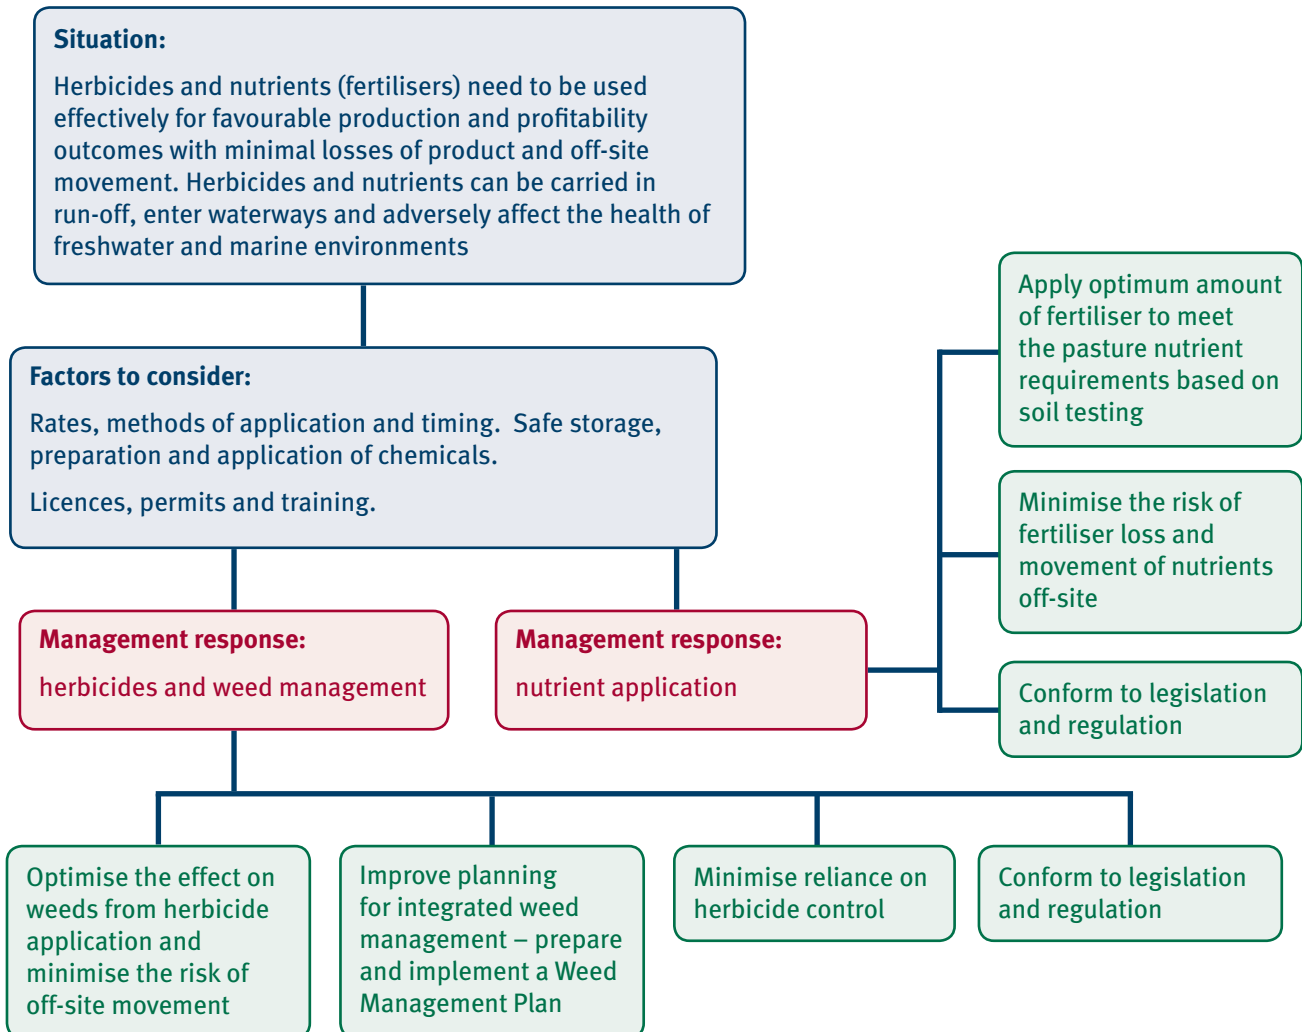 Situation:
Herbicides and nutrients (fertilisers) need to be used
effectively for favourable production and profitability
outcomes with minimal losses of product and off-site
movement. Herbicides and nutrients can be carried in
run-off, enter waterways and adversely affect the health of
freshwater and marine environments
Factors to consider:
Rates, methods of application and timing.  Safe storage,
preparation and application of chemicals.
Licences, permits and training.
Management response:
herbicides and weed management
Management response:
nutrient application
Apply optimum amount
of fertiliser to meet
the pasture nutrient
requirements based on
soil testing
Minimise the risk of
fertiliser loss and
movement of nutrients
off-site
Conform to legislation
and regulation
Optimise the effect on
weeds from herbicide
application and
minimise the risk of
off-site movement
Improve planning
for integrated weed
management – prepare
and implement a Weed
Management Plan
Minimise reliance on
herbicide control
Conform to legislation
and regulation